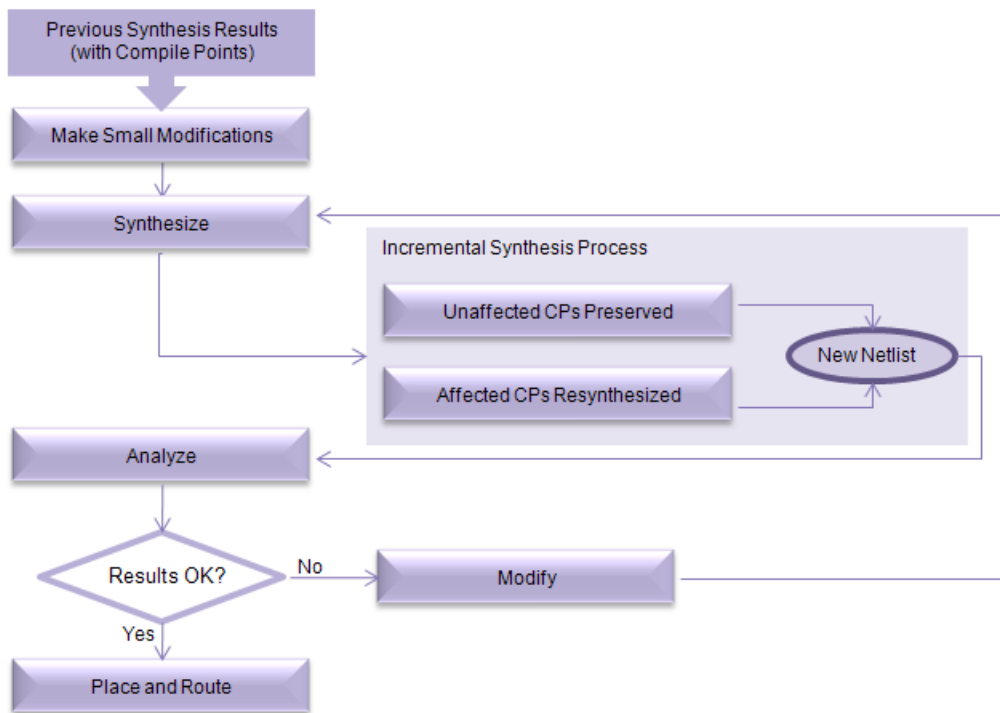 Previous Synthesis Results
(with Compile Points)
Make Small Modifications
Synthesize
Incremental Synthesis Process
Unaffected CPs Preserved
New Netlist
Affected CPs Resynthesized
Analyze
Results OK?
No
Modify
Yes
Place and Route